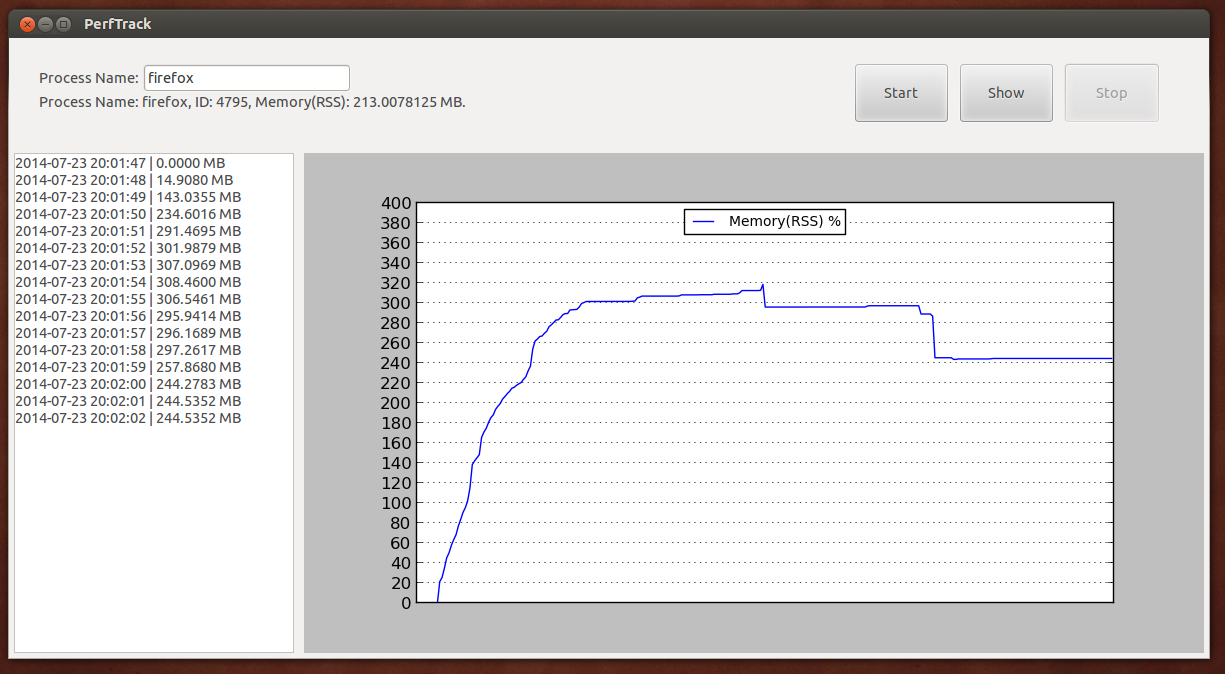 PerfTrack
Process Name: firefox
Process Name: firefox, ID: 4795, Memory(RSS): 213.0078125 MB.
Start
Show
Stop
2014-07-23 20:01:47 | 0.0000 MB
2014-07-23 20:01:48 | 14.9080 MB
2014-07-23 20:01:49 | 143.0355 MB
2014-07-23 20:01:50 | 234.6016 MB
2014-07-23 20:01:51 | 291.4695 MB
2014-07-23 20:01:52 | 301.9879 MB
2014-07-23 20:01:53 | 307.0969 MB
2014-07-23 20:01:54 | 308.4600 MB
2014-07-23 20:01:55 | 306.5461 MB
2014-07-23 20:01:56 | 295.9414 MB
2014-07-23 20:01:57 | 296.1689 MB
2014-07-23 20:01:58 | 297.2617 MB
2014-07-23 20:01:59 | 257.8680 MB
2014-07-23 20:02:00 | 244.2783 MB
2014-07-23 20:02:01 | 244.5352 MB
2014-07-23 20:02:02 | 244.5352 MB
Memory(RSS) %
400
380
360
340
320
300
280
260
240
220
200
180
160
140
120
100
80
60
40
20
0